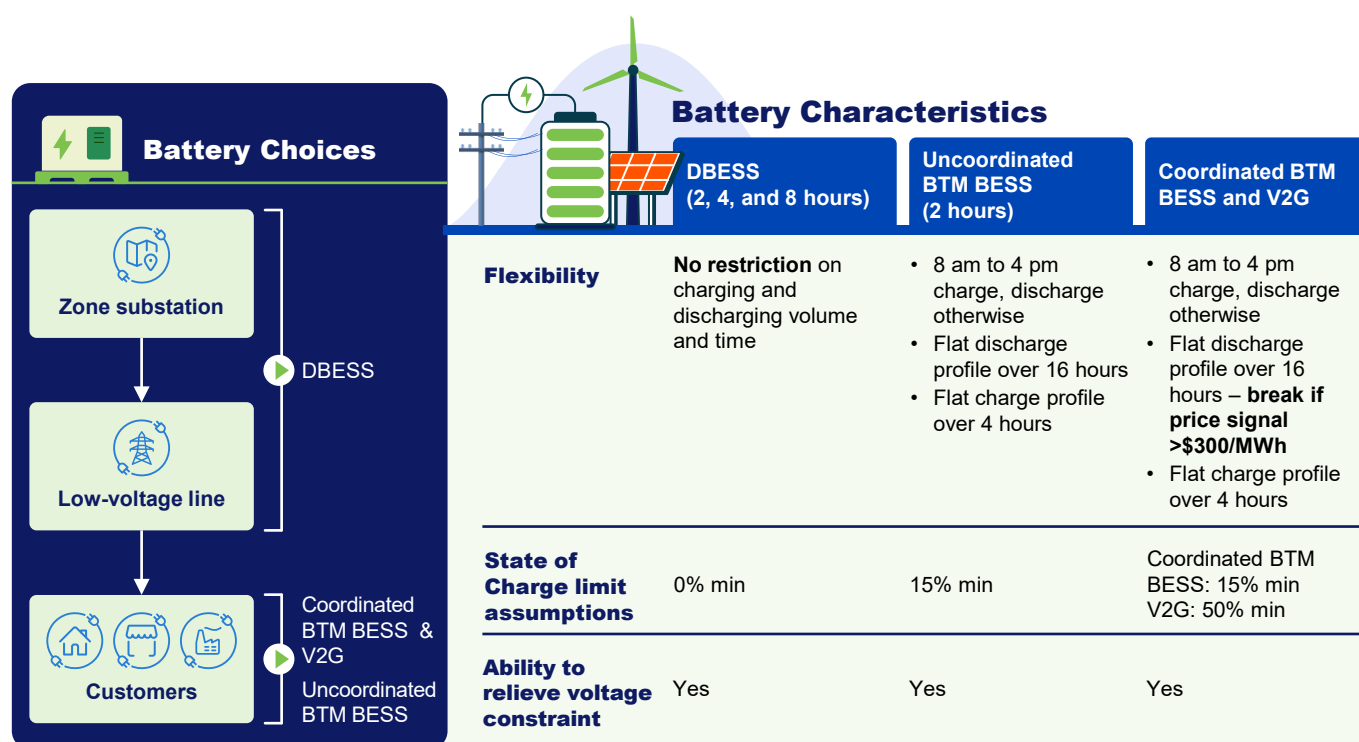 Battery Choices
Zone substation
Low-voltage line
Customers
DBESS
Coordinated
BTM BESS &
V2G
Uncoordinated
BTM BESS
Battery Characteristics
DBESS
(2, 4, and 8 hours)
Uncoordinated
BTM BESS
(2 hours)
Coordinated BTM
BESS and V2G
Flexibility
No restriction on
charging and
discharging volume
and time
• 8 am to 4 pm
charge, discharge
otherwise
• Flat discharge
profile over 16 hours
• Flat charge profile
over 4 hours
• 8 am to 4 pm
charge, discharge
otherwise
• Flat discharge
profile over 16
hours – break if
price signal
>$300/MWh
• Flat charge profile
over 4 hours
State of
Charge limit
assumptions
0% min
15% min
Coordinated BTM
BESS: 15% min
V2G: 50% min
Ability to
relieve voltage
constraint
Yes
Yes
Yes